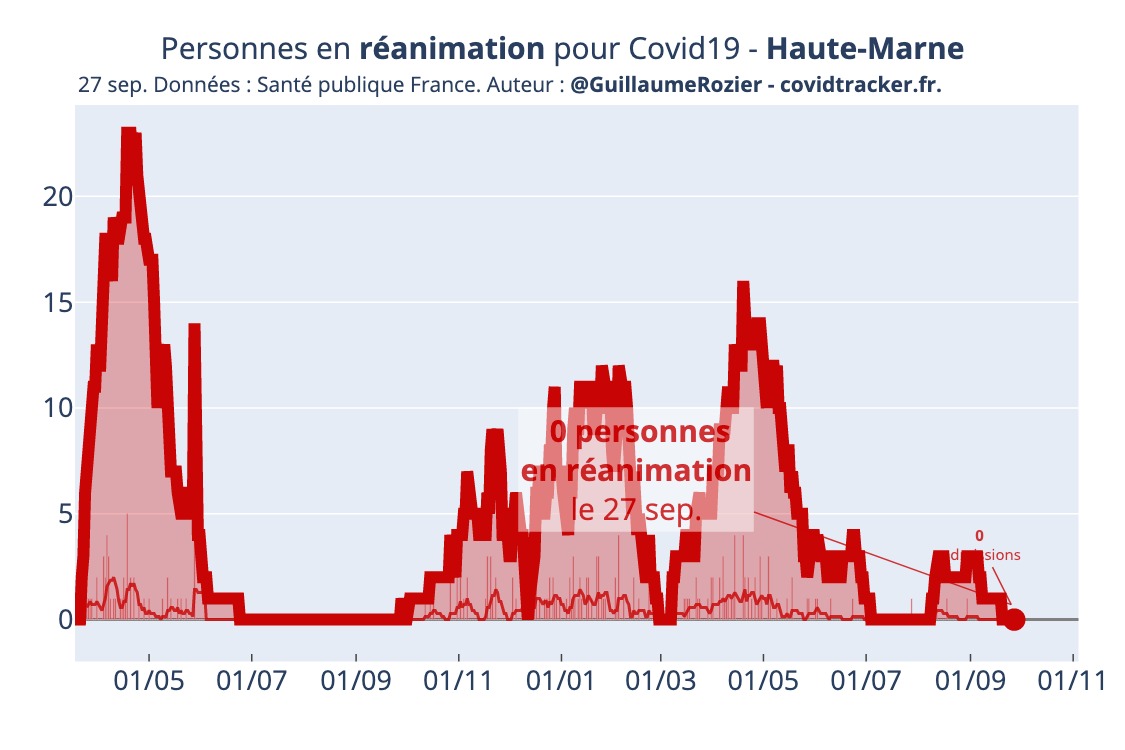 Personnes en réanimation pour Covid19 - Haute-Marne
27 sep. Données : Santé publique France. Auteur : @GuillaumeRozier - covidtracker.fr.
20
15
10
5
0
0 personnes
en réanimation
le 27 sep.
0
01/05 01/07 01/09 01/11 01/01 01/03 01/05 01/07 01/09 01/11